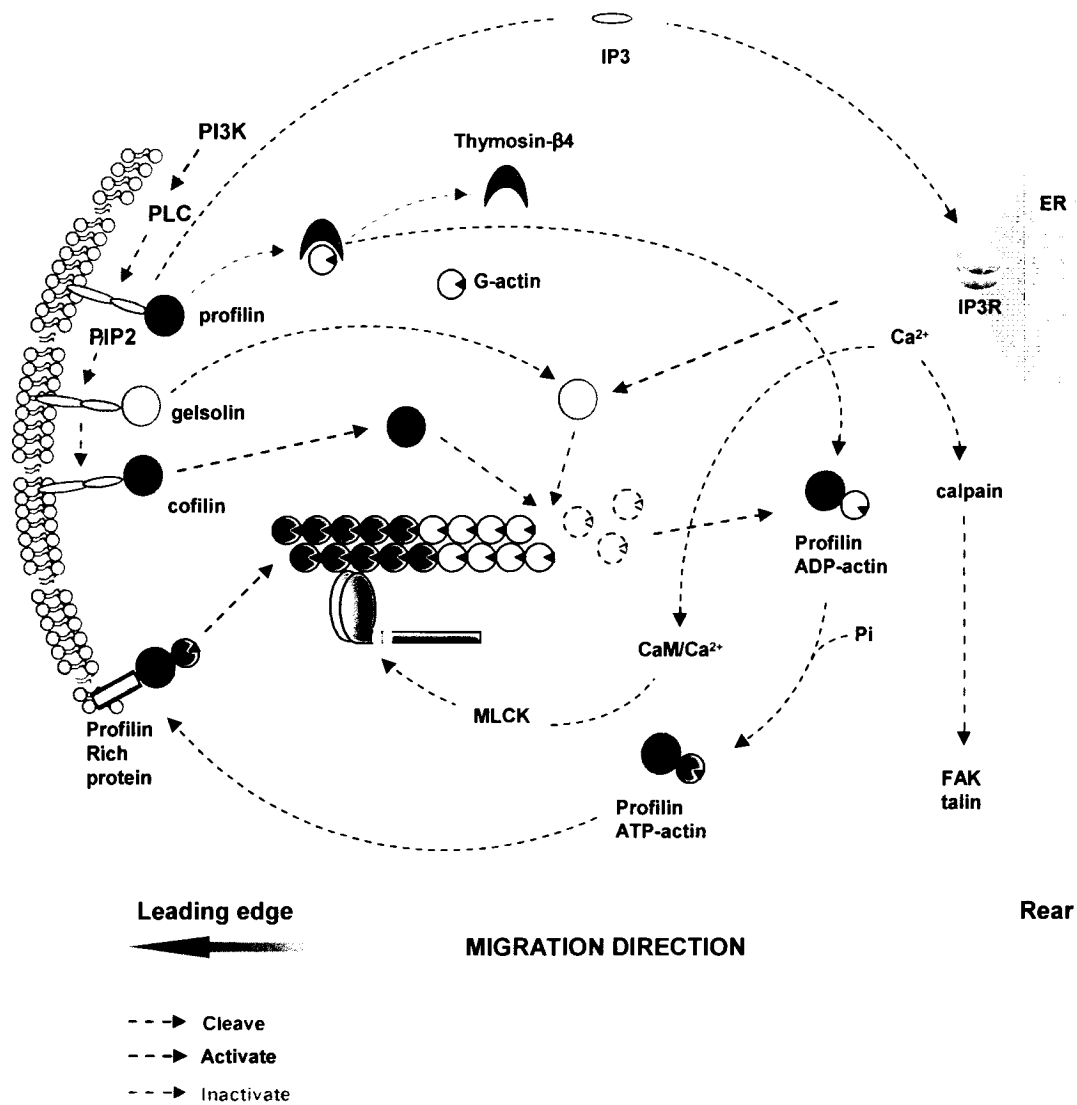 IP3
PI3K
Thymosin-β4
ER
PLC
G-actin
IP3R
profilin
PIP2
Ca²⁺
gelsolin
calpain
cofilin
Profilin
ADP-actin
Pi
CaM/Ca²⁺
MLCK
Profilin
Rich
protein
FAK
talin
Profilin
ATP-actin
Leading edge
Rear
MIGRATION DIRECTION
Cleave
Activate
Inactivate